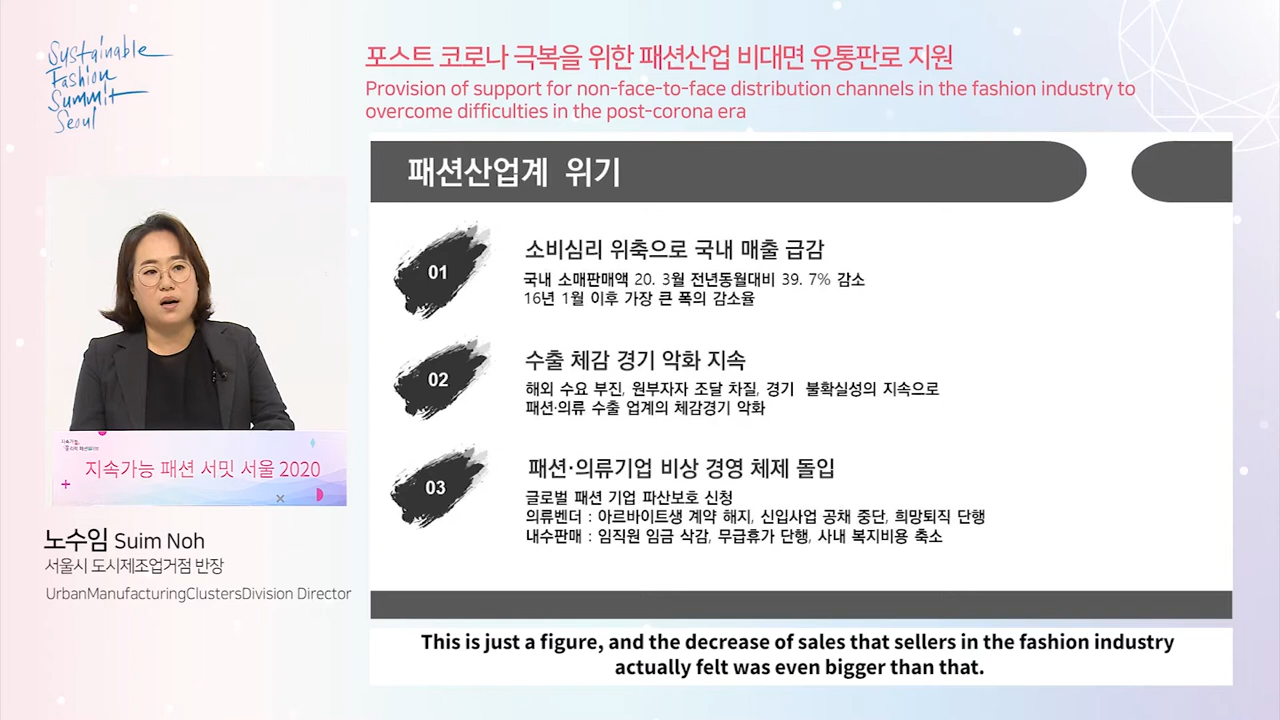 Sustainable
Fashion
Summit
Seoul
포스트 코로나 극복을 위한 패션산업 비대면 유통판로 지원
Provision of support for non-face-to-face distribution channels in the fashion industry to
overcome difficulties in the post-corona era
패션산업계 위기
01
소비심리 위축으로 국내 매출 급감
국내 소매판매액 20. 3월 전년동월대비 39. 7% 감소
16년 1월 이후 가장 큰 폭의 감소율
02
수출 체감 경기 악화 지속
해외 수요 부진, 원부자자 조달 차질, 경기 불확실성의 지속으로
패션·의류 수출 업계의 체감경기 악화
03
패션·의류기업 비상 경영 체제 돌입
글로벌 패션 기업 파산보호 신청
의류벤더 : 아르바이트생 계약 해지, 신입사업 공채 중단, 희망퇴직 단행
내수판매 : 임직원 임금 삭감, 무급휴가 단행, 사내 복지비용 축소
지속가능 패션 서밋 서울 2020
노수임 Suim Noh
서울시 도시제조업거점 반장
UrbanManufacturingClustersDivision Director
This is just a figure, and the decrease of sales that sellers in the fashion industry
actually felt was even bigger than that.